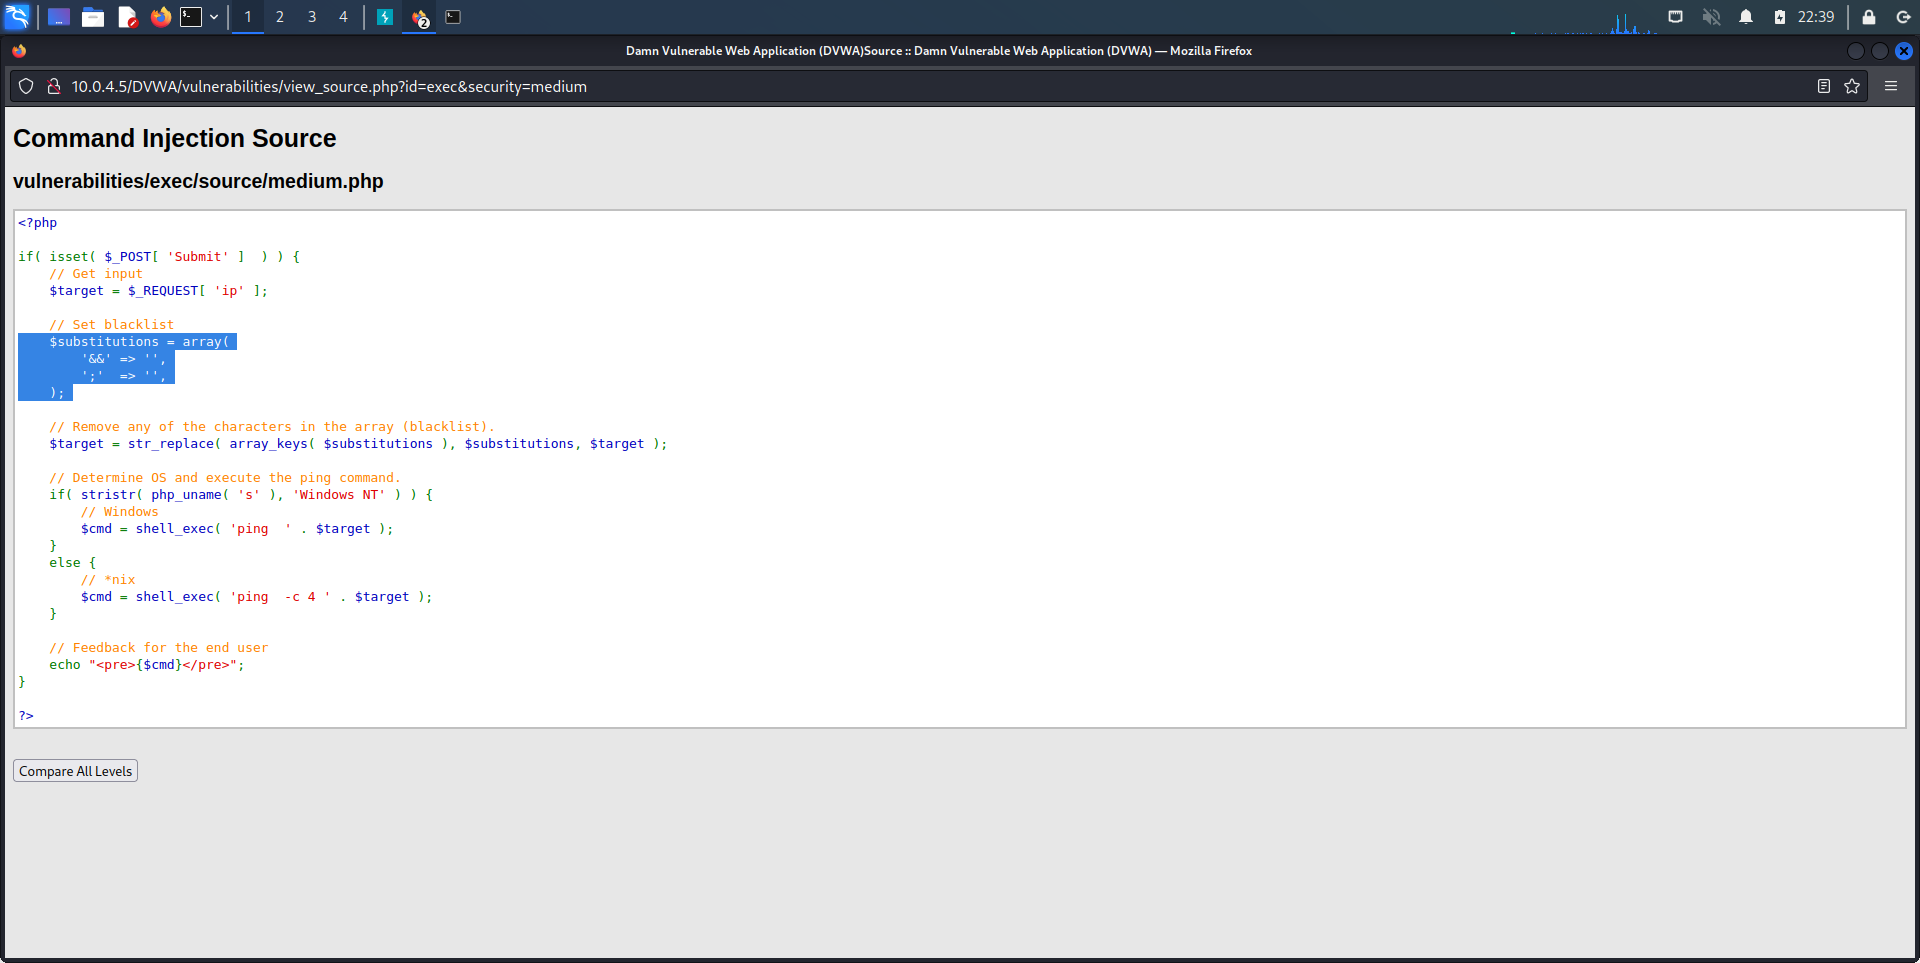 1 2 3 4 2 22:39
Damn Vulnerable Web Application (DVWA)Source :: Damn Vulnerable Web Application (DVWA) — Mozilla Firefox
10.0.4.5/DVWA/vulnerabilities/view_source.php?id=exec&security=medium
Command Injection Source
vulnerabilities/exec/source/medium.php
<?php
if( isset( $_POST[ 'Submit' ]  ) ) {
    // Get input
    $target = $_REQUEST[ 'ip' ];
    // Set blacklist
    $substitutions = array(
        '&&' => '',
        ';'  => '',
    );
    // Remove any of the characters in the array (blacklist).
    $target = str_replace( array_keys( $substitutions ), $substitutions, $target );
    // Determine OS and execute the ping command.
    if( stristr( php_uname( 's' ), 'Windows NT' ) ) {
        // Windows
        $cmd = shell_exec( 'ping  ' . $target );
    }
    else {
        // *nix
        $cmd = shell_exec( 'ping  -c 4 ' . $target );
    }
    // Feedback for the end user
    echo "<pre>{$cmd}</pre>";
}
?>
Compare All Levels